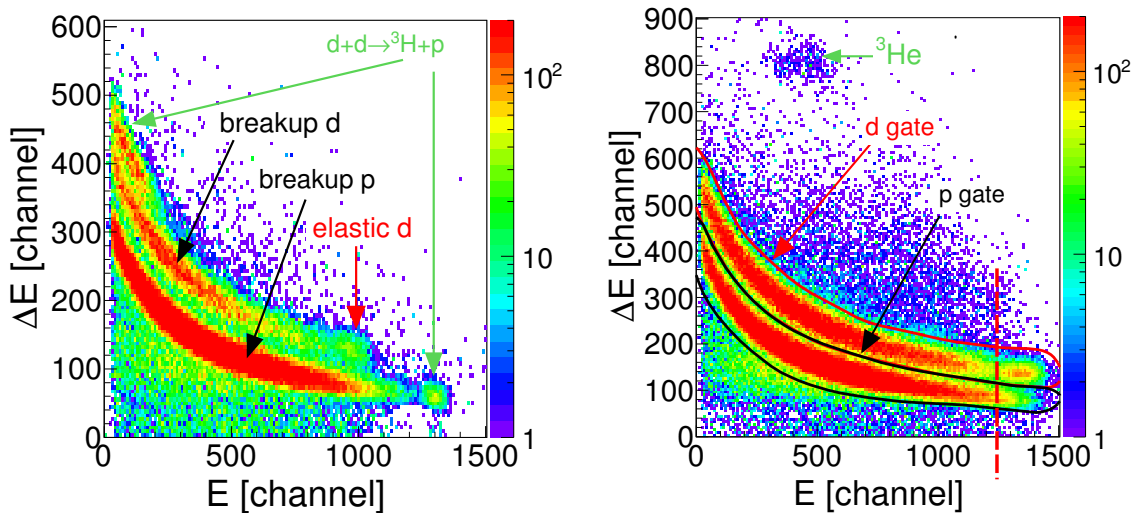 600
500
400
300
200
100
0
ΔE [channel]
d+d→³H+p
breakup d
breakup p
elastic d
10²
10
1
0 500 1000 1500
E [channel]
900
800
700
600
500
400
300
200
100
0
ΔE [channel]
³He
d gate
p gate
10²
10
1
0 500 1000 1500
E [channel]